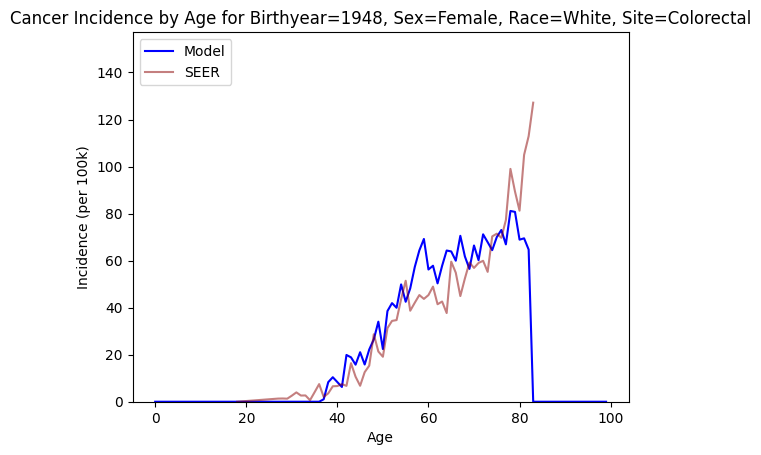 Cancer Incidence by Age for Birthyear=1948, Sex=Female, Race=White, Site=Colorectal
Model
SEER
140
120
100
80
60
40
20
0
Incidence (per 100k)
0 20 40 60 80 100
Age